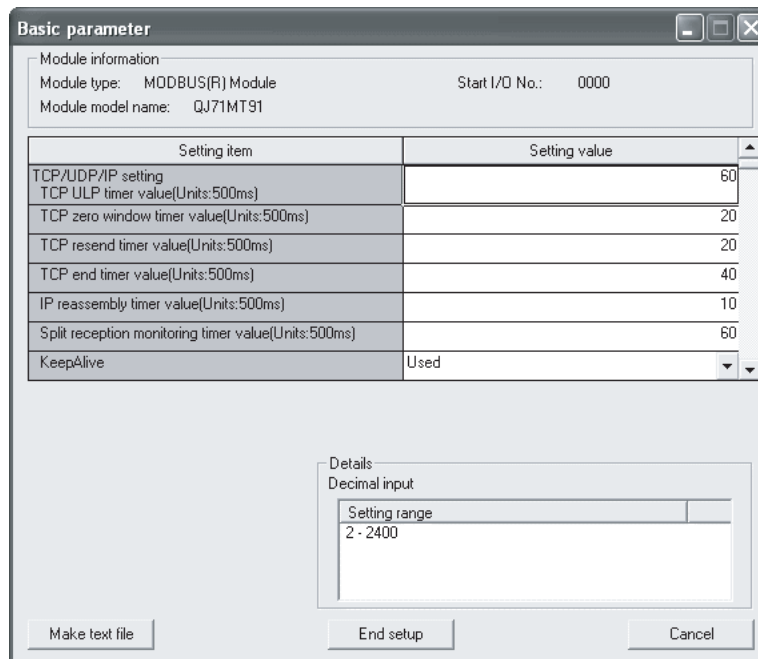 Basic parameter
Module information
Module type: MODBUS(R) Module Start I/O No.: 0000
Module model name: QJ71MT91
Setting item Setting value
TCP/UDP/IP setting
TCP ULP timer value(Units:500ms) 60
TCP zero window timer value(Units:500ms) 20
TCP resend timer value(Units:500ms) 20
TCP end timer value(Units:500ms) 40
IP reassembly timer value(Units:500ms) 10
Split reception monitoring timer value(Units:500ms) 60
KeepAlive Used
Details
Decimal input
Setting range
2 - 2400
Make text file End setup Cancel